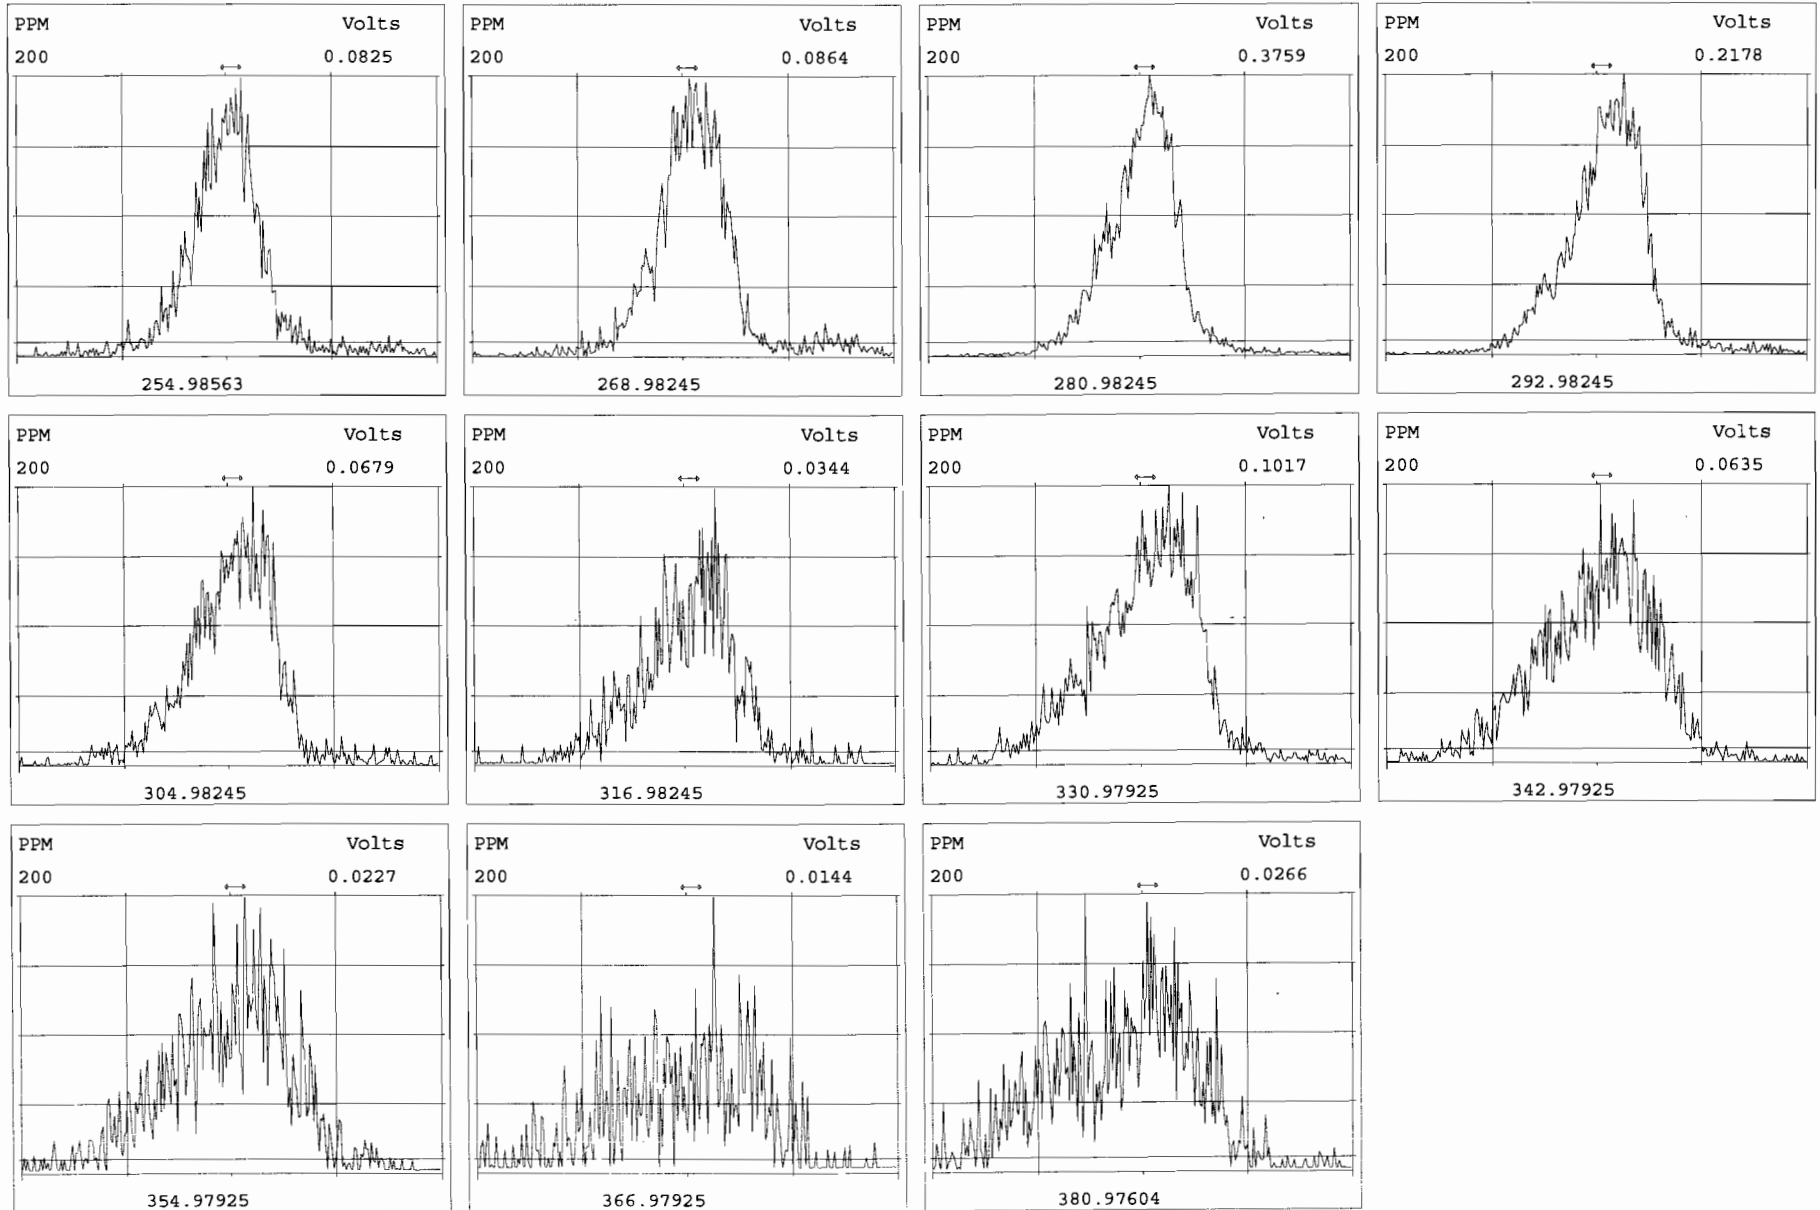 PPM Volts
200 0.0825
254.98563
PPM Volts
200 0.0864
268.98245
PPM Volts
200 0.3759
280.98245
PPM Volts
200 0.2178
292.98245
PPM Volts
200 0.0679
304.98245
PPM Volts
200 0.0344
316.98245
PPM Volts
200 0.1017
330.97925
PPM Volts
200 0.0635
342.97925
PPM Volts
200 0.0227
354.97925
PPM Volts
200 0.0144
366.97925
PPM Volts
200 0.0266
380.97604